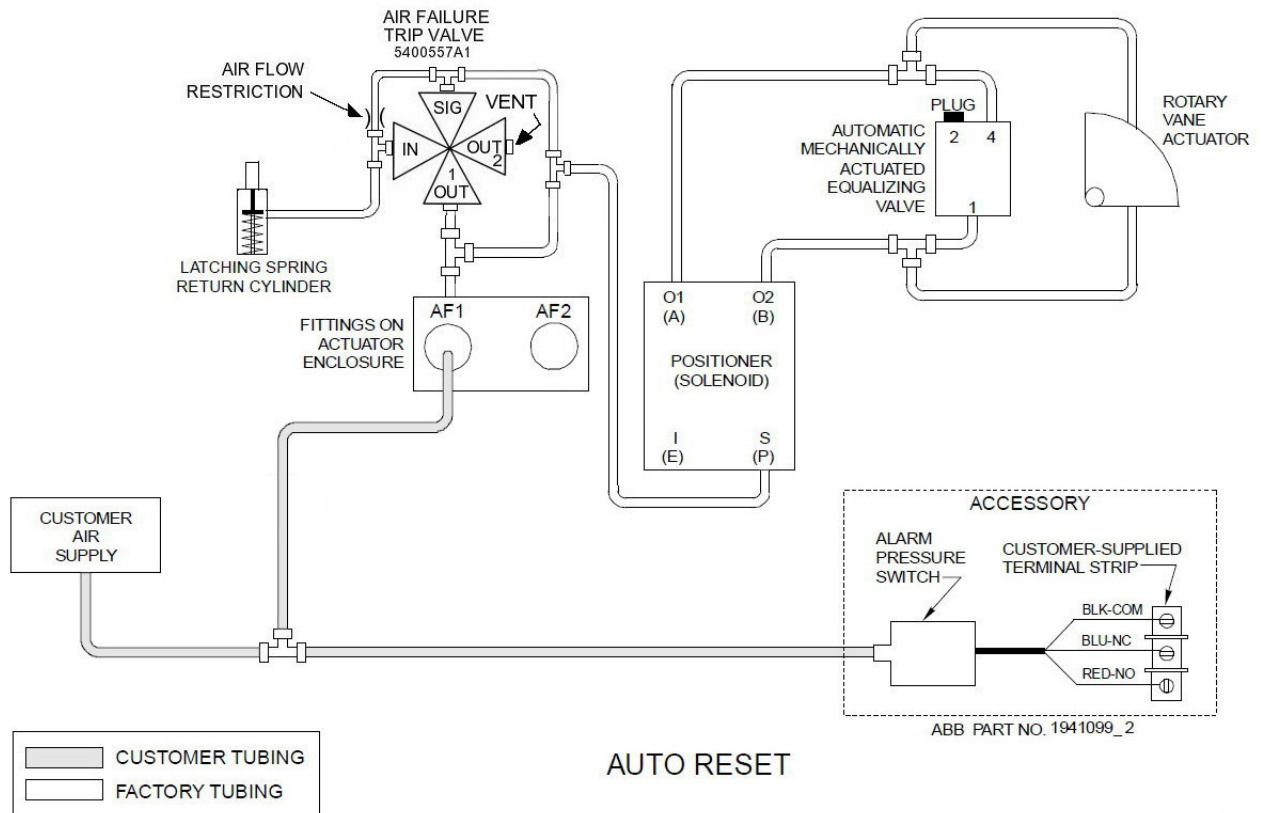 AIR FAILURE
TRIP VALVE
5400557A1
AIR FLOW
RESTRICTION
SIG
VENT
IN
OUT
2
1
OUT
LATCHING SPRING
RETURN CYLINDER
FITTINGS ON
ACTUATOR
ENCLOSURE
AF1
AF2
PLUG
2
4
1
AUTOMATIC
MECHANICALLY
ACTUATED
EQUALIZING
VALVE
ROTARY
VANE
ACTUATOR
O1
(A)
O2
(B)
POSITIONER
(SOLENOID)
I
(E)
S
(P)
CUSTOMER
AIR
SUPPLY
ACCESSORY
ALARM
PRESSURE
SWITCH
CUSTOMER-SUPPLIED
TERMINAL STRIP
BLK-COM
BLU-NC
RED-NO
ABB PART NO. 1941099_2
CUSTOMER TUBING
FACTORY TUBING
AUTO RESET